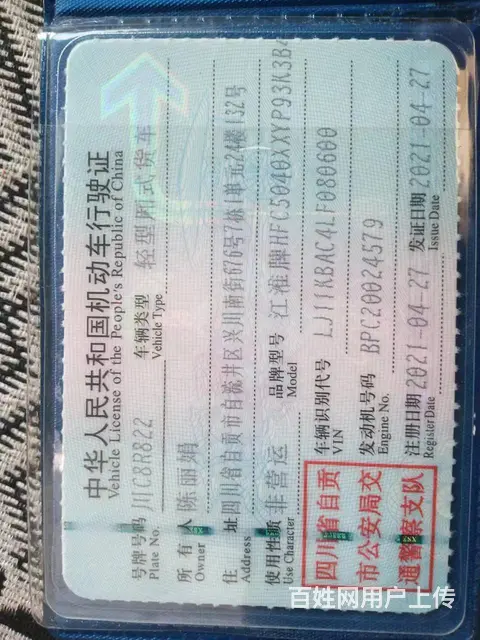 中华人民共和国机动车行驶证
Vehicle License of the People's Republic of China
号牌号码 川C8R822 车辆类型 轻型厢式货车
Plate No. Vehicle Type
所有人 陈丽娟
Owner
住址 四川省自贡市自流井区兴川南街676号7栋1单元24楼132号
Address
使用性质 非营运 品牌型号 江淮牌HFC5040XXYP93K3B4
Use Character Model
车辆识别代号 LJ11KBAC4LF080600
VIN
发动机号码 BPC20024579
Engine No.
注册日期 2021-04-27 发证日期 2021-04-27
Register Date Issue Date
四川省自贡
市公安局交
通警察支队
百姓网用户上传